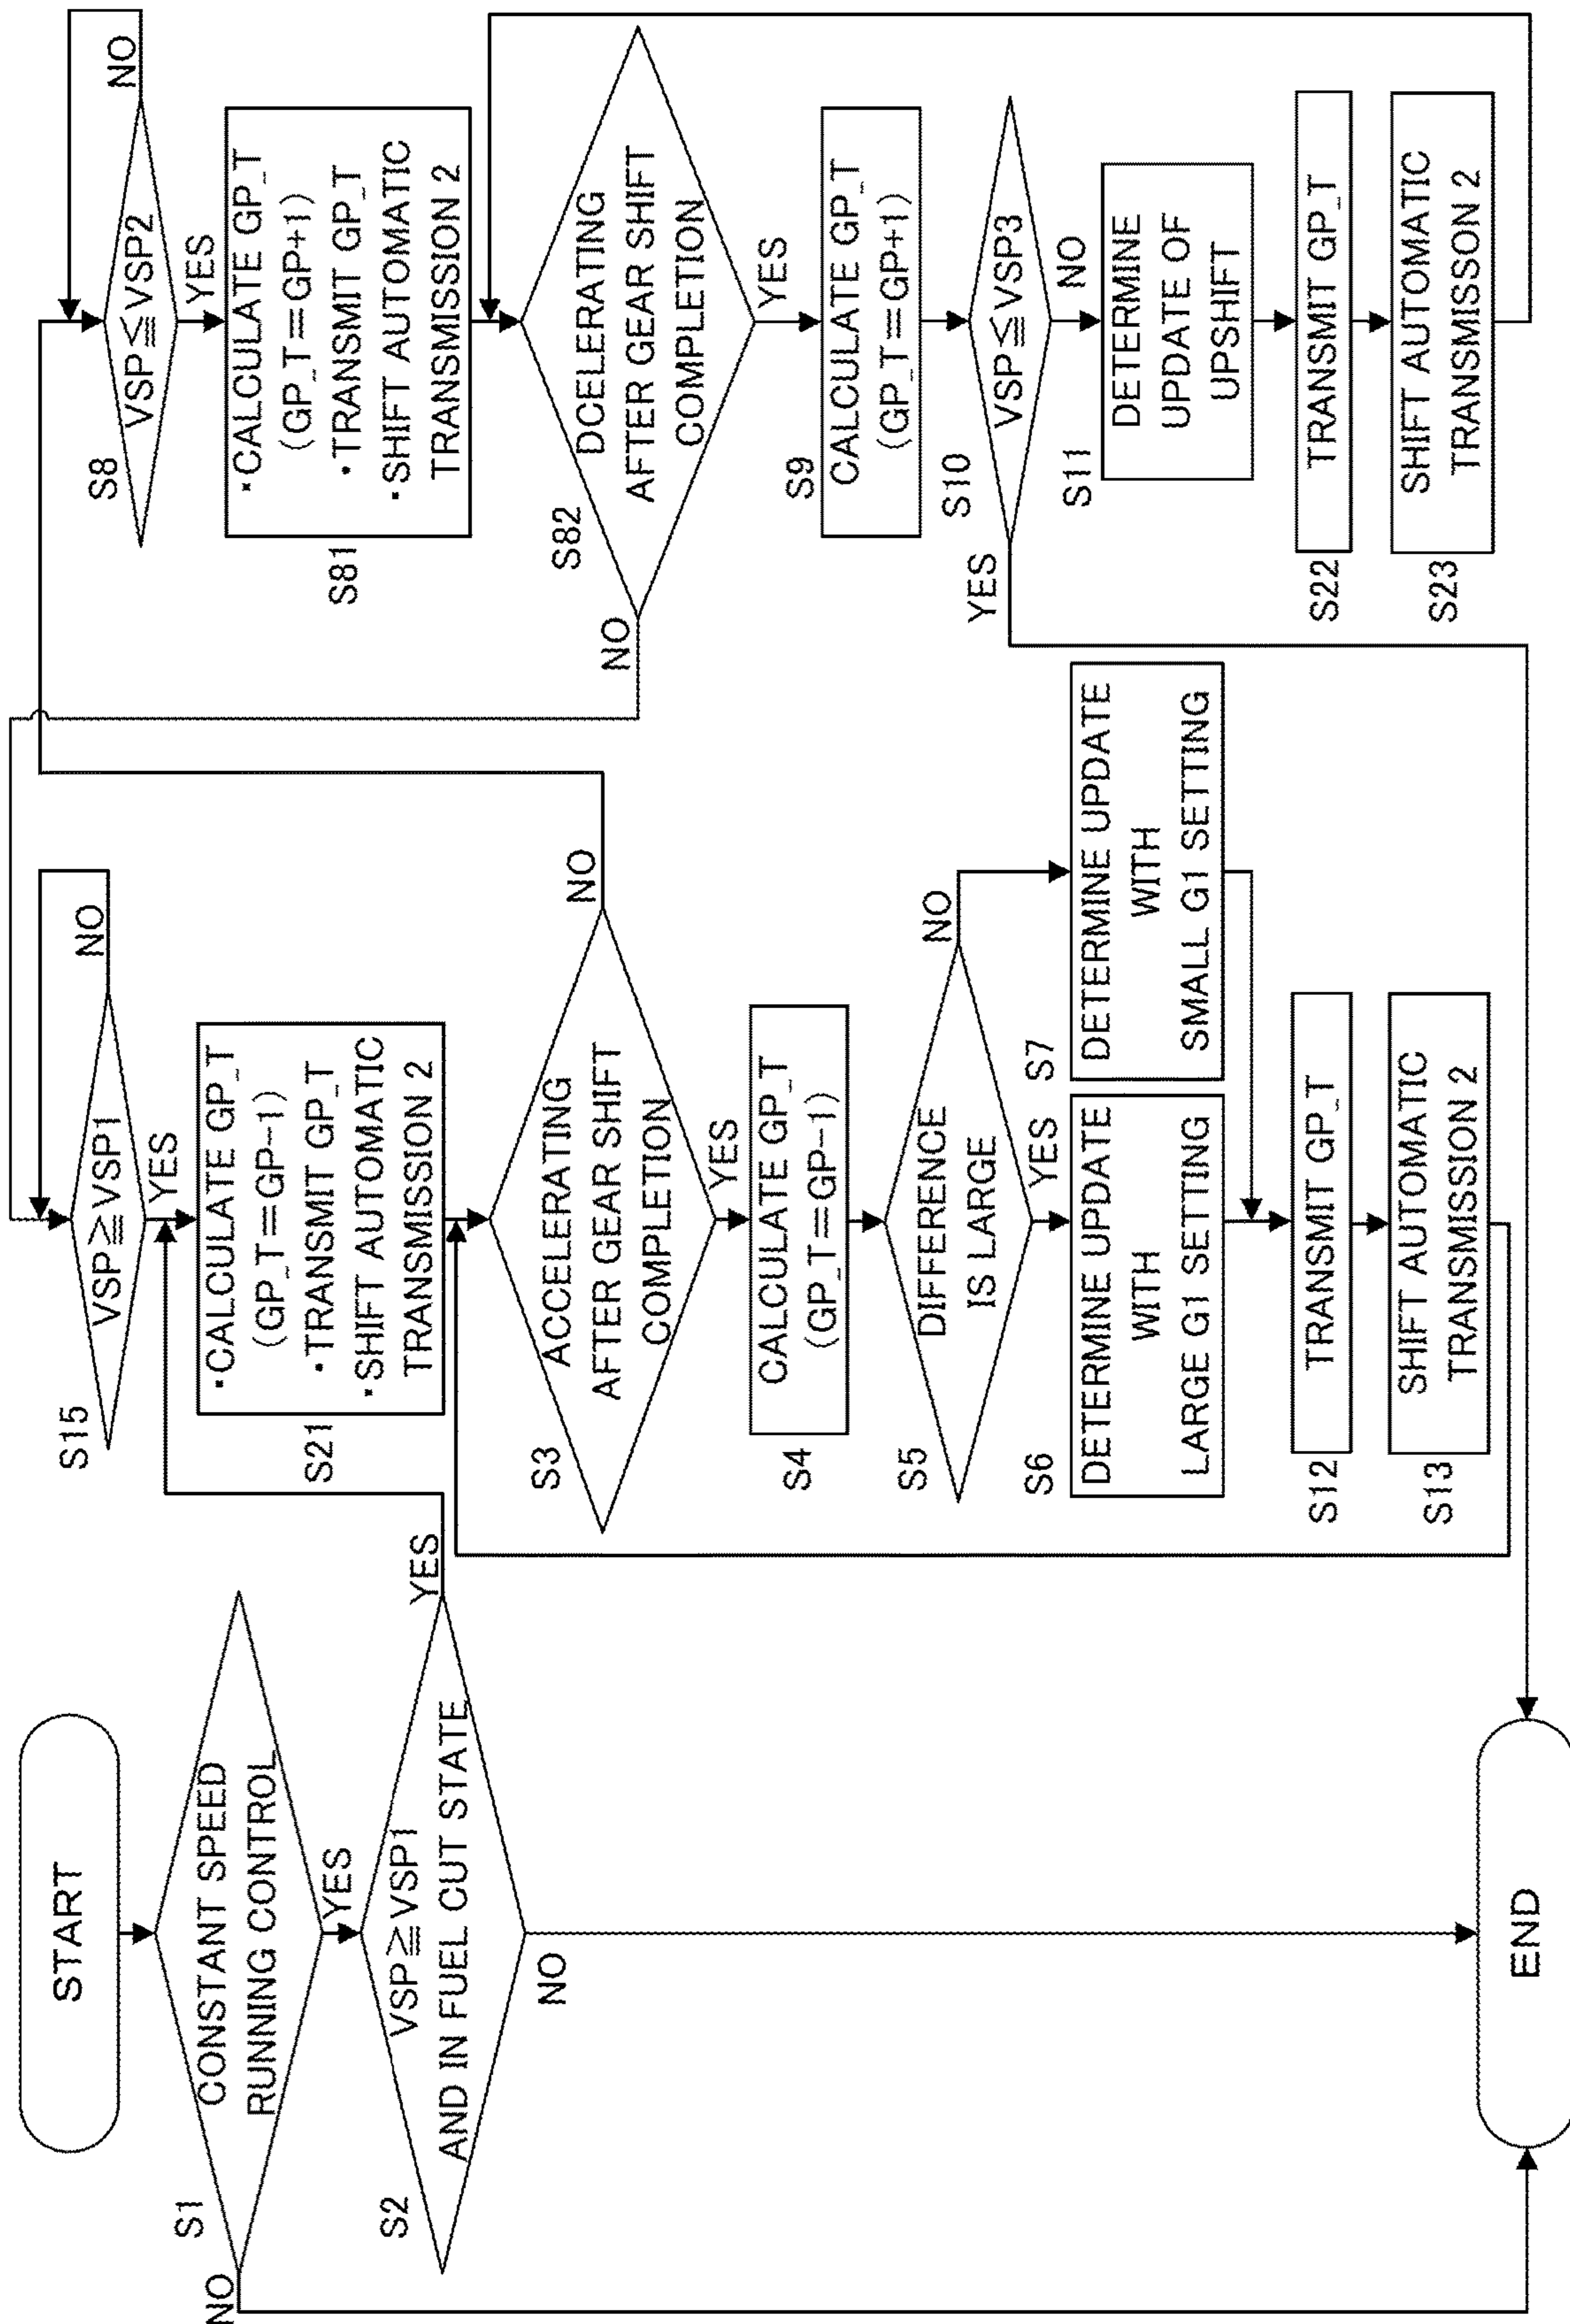 START
S1
CONSTANT SPEED
RUNNING CONTROL
NO
YES
S2
VSP≧VSP1
AND IN FUEL CUT STATE
YES
NO
END
S15
VSP≧VSP1
NO
YES
S21
・CALCULATE GP_T
(GP_T=GP-1)
・TRANSMIT GP_T
・SHIFT AUTOMATIC
TRANSMISSION 2
S3
ACCELERATING
AFTER GEAR SHIFT
COMPLETION
NO
YES
S4
CALCULATE GP_T
(GP_T=GP-1)
S5
DIFFERENCE
IS LARGE
NO
YES
S6
DETERMINE UPDATE
WITH
LARGE G1 SETTING
S7
DETERMINE UPDATE
WITH
SMALL G1 SETTING
S12
TRANSMIT GP_T
S13
SHIFT AUTOMATIC
TRANSMISSION 2
S8
VSP≦VSP2
NO
YES
S81
・CALCULATE GP_T
(GP_T=GP+1)
・TRANSMIT GP_T
・SHIFT AUTOMATIC
TRANSMISSION 2
S82
DCELERATING
AFTER GEAR SHIFT
COMPLETION
NO
YES
S9
CALCULATE GP_T
(GP_T=GP+1)
S10
VSP≦VSP3
YES
NO
S11
DETERMINE
UPDATE OF
UPSHIFT
S22
TRANSMIT GP_T
S23
SHIFT AUTOMATIC
TRANSMISSON 2